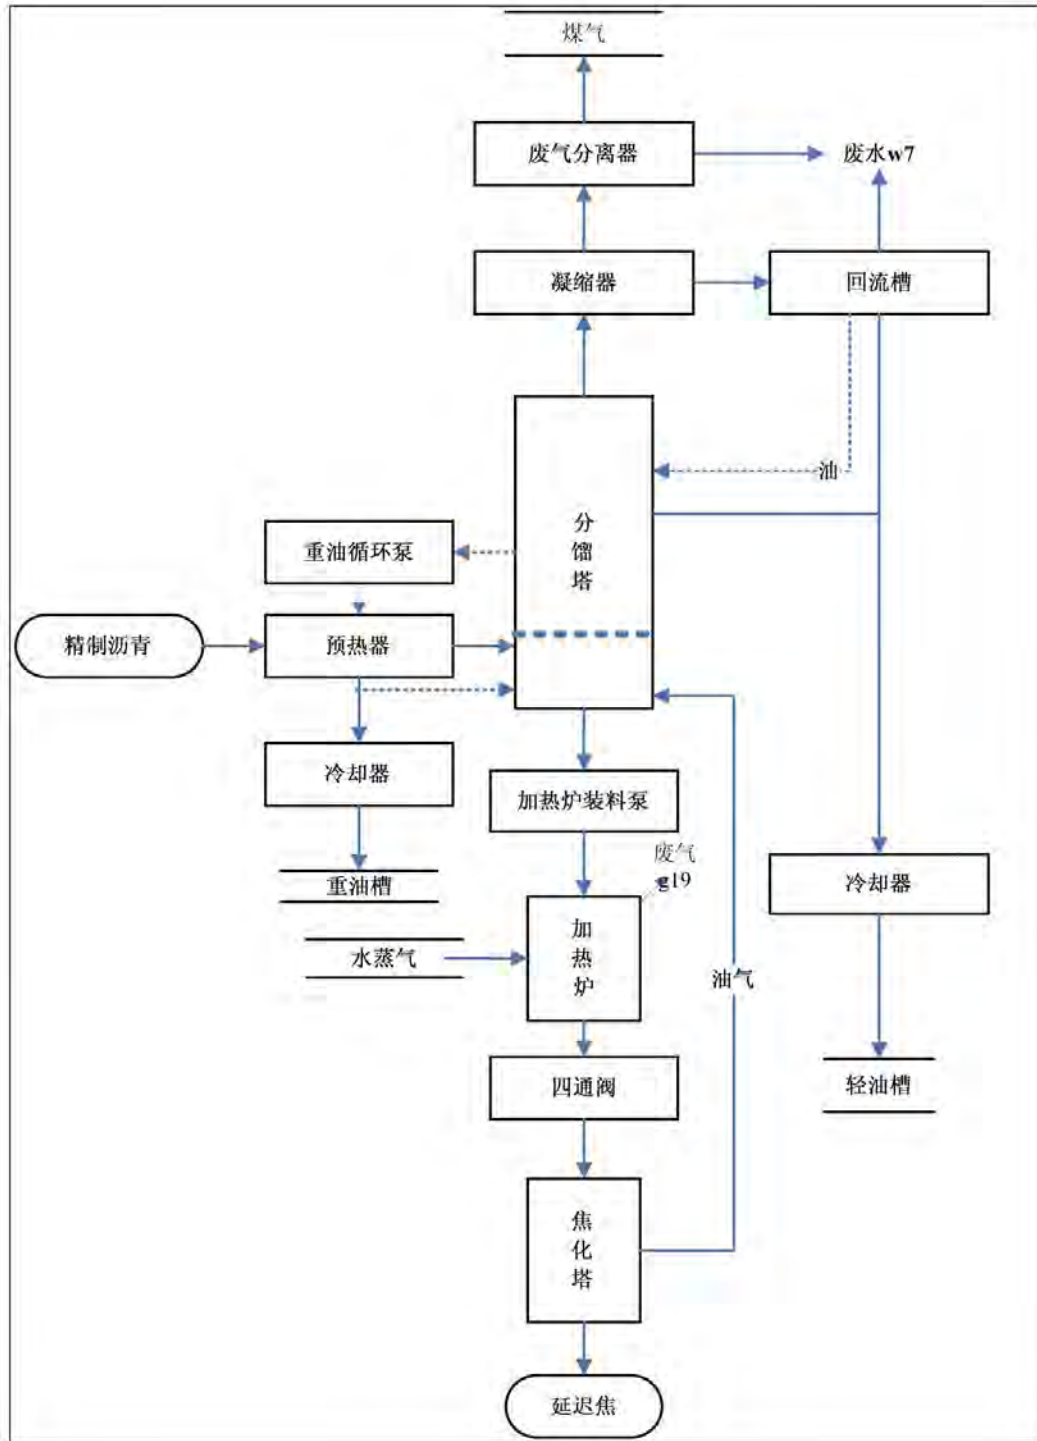 煤气
废气分离器
废水w7
凝缩器
回流槽
油
分馏塔
重油循环泵
精制沥青
预热器
冷却器
加热炉装料泵
废气
g19
重油槽
冷却器
加热炉
水蒸气
油气
四通阀
轻油槽
焦化塔
延迟焦